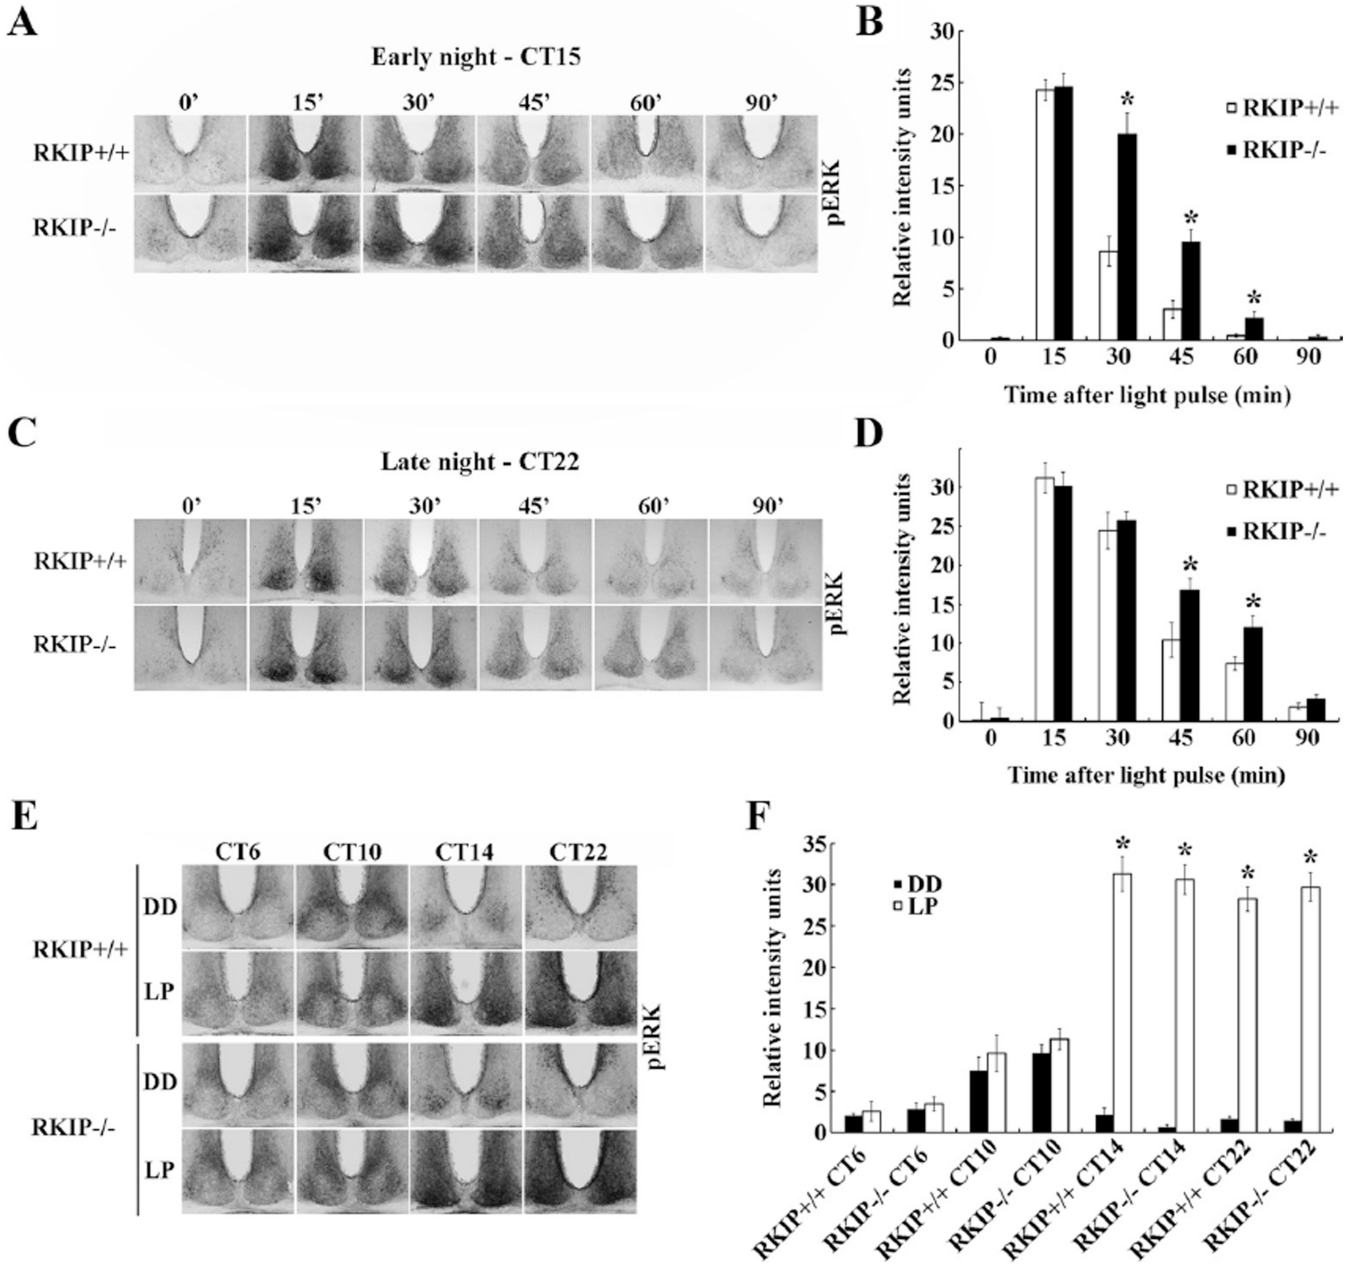 A
Early night - CT15
0’ 15’ 30’ 45’ 60’ 90’
RKIP+/+
RKIP-/-
pERK
B
Relative intensity units
30
25
20
15
10
5
0
* * *
RKIP+/+
RKIP-/-
0 15 30 45 60 90
Time after light pulse (min)
C
Late night - CT22
0’ 15’ 30’ 45’ 60’ 90’
RKIP+/+
RKIP-/-
pERK
D
Relative intensity units
30
25
20
15
10
5
0
* *
RKIP+/+
RKIP-/-
0 15 30 45 60 90
Time after light pulse (min)
E
CT6 CT10 CT14 CT22
RKIP+/+
DD
LP
RKIP-/-
DD
LP
pERK
F
Relative intensity units
35
30
25
20
15
10
5
0
DD
LP
* * * *
RKIP+/+ CT6
RKIP-/- CT6
RKIP+/+ CT10
RKIP-/- CT10
RKIP+/+ CT14
RKIP-/- CT14
RKIP+/+ CT22
RKIP-/- CT22